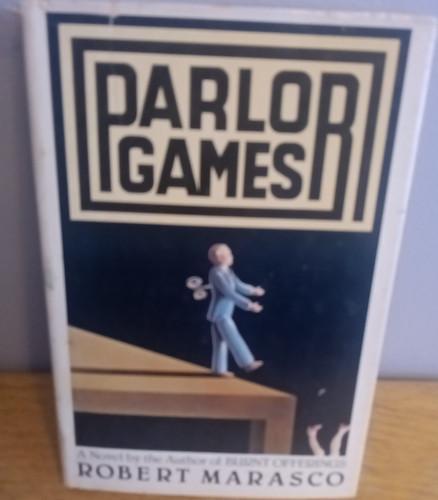 PARLOR
GAMES
A Novel by the Author of BURNT OFFERINGS
ROBERT MARASCO